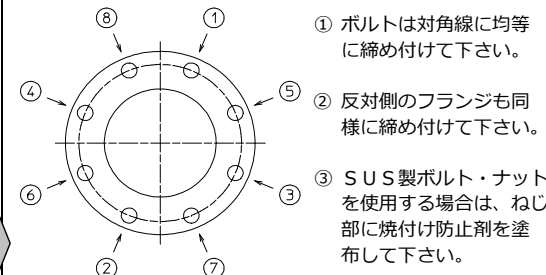 ⑧ ①
④ ⑤
⑥ ③
② ⑦
① ボルトは対角線に均等
に締め付けて下さい。
② 反対側のフランジも同
様に締め付けて下さい。
③ ＳＵＳ製ボルト・ナット
を使用する場合は、ねじ
部に焼付け防止剤を塗
布して下さい。